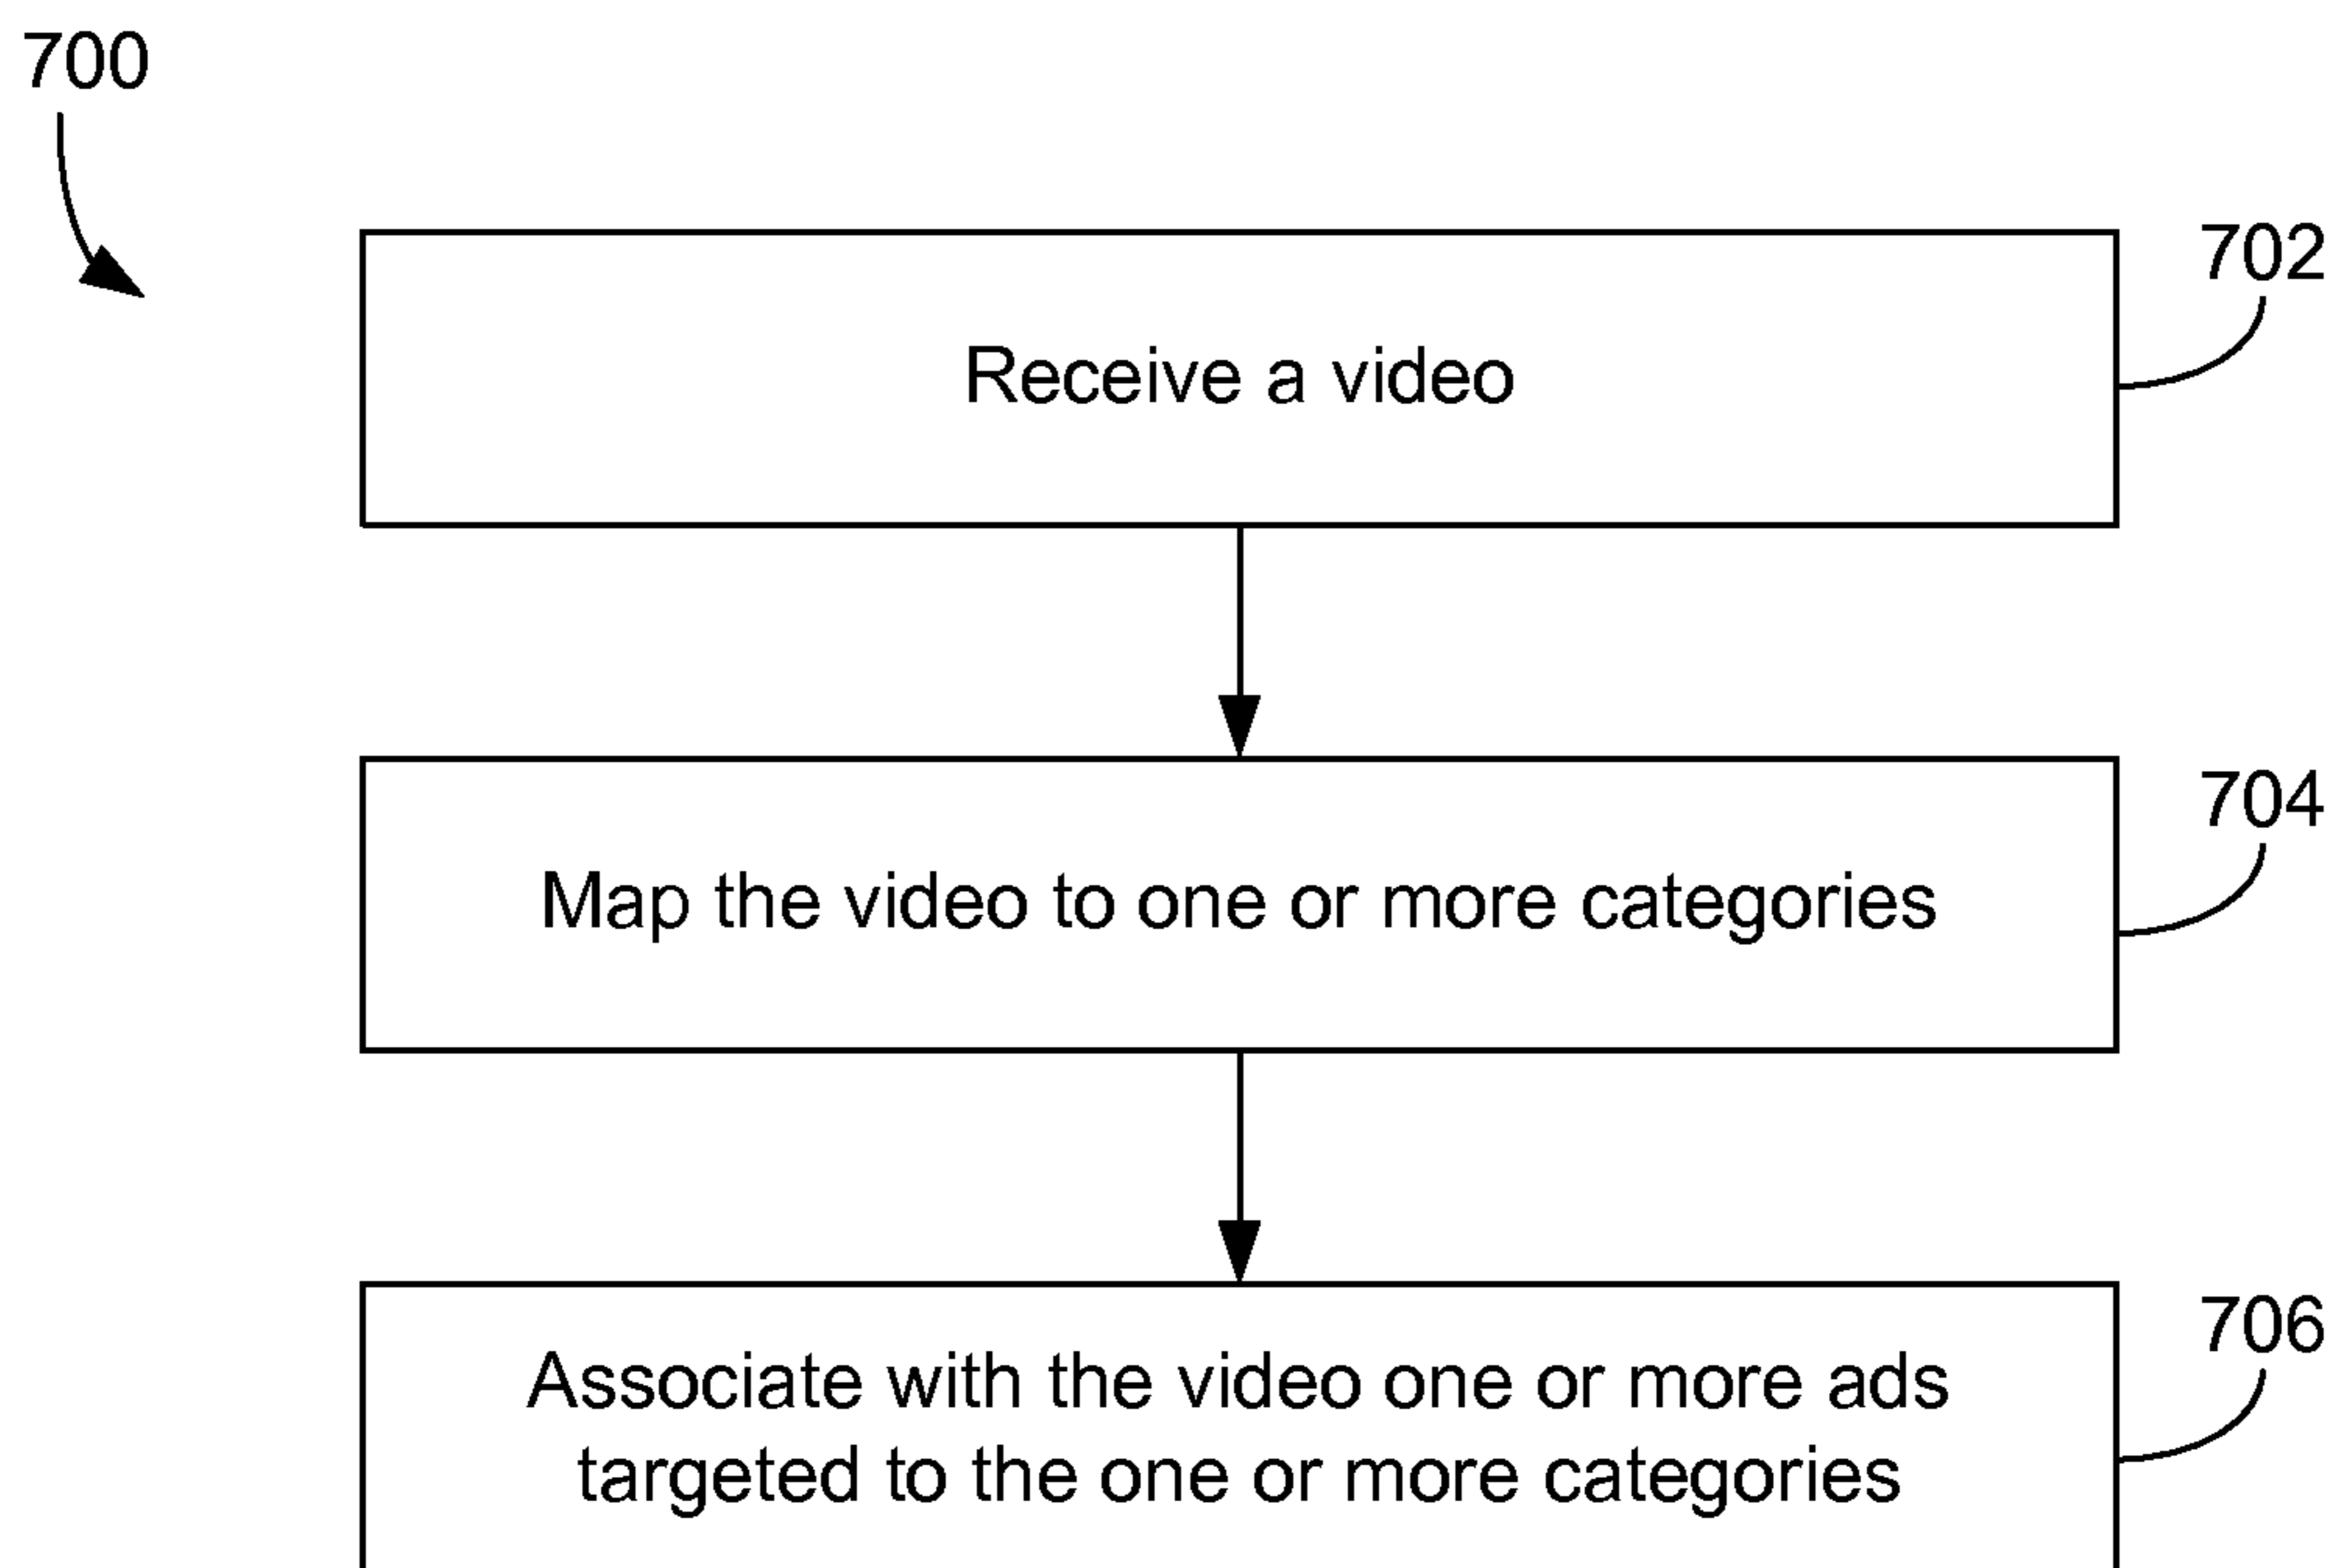 700
702
Receive a video
704
Map the video to one or more categories
706
Associate with the video one or more ads
targeted to the one or more categories